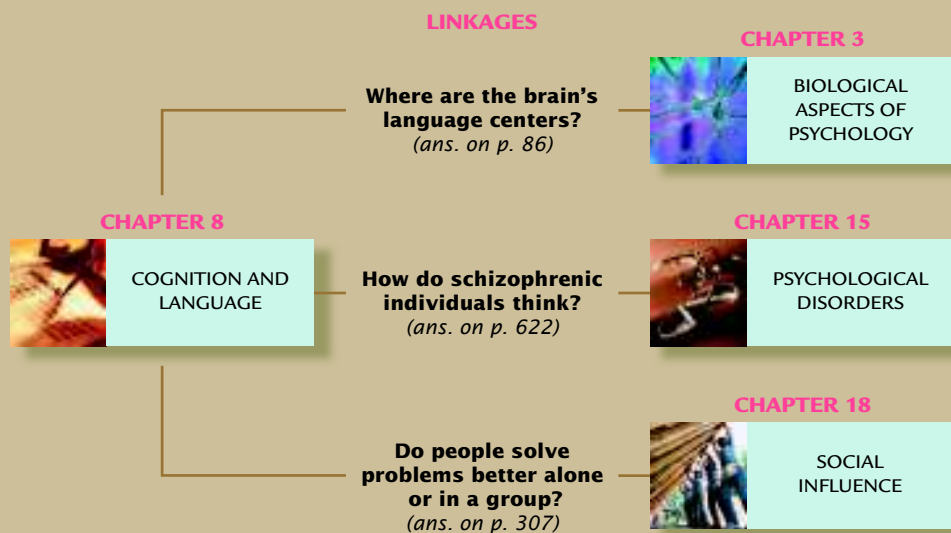 LINKAGES
CHAPTER 3
Where are the brain's
language centers?
(ans. on p. 86)
BIOLOGICAL
ASPECTS OF
PSYCHOLOGY
CHAPTER 8
COGNITION AND
LANGUAGE
CHAPTER 15
How do schizophrenic
individuals think?
(ans. on p. 622)
PSYCHOLOGICAL
DISORDERS
CHAPTER 18
Do people solve
problems better alone
or in a group?
(ans. on p. 307)
SOCIAL
INFLUENCE